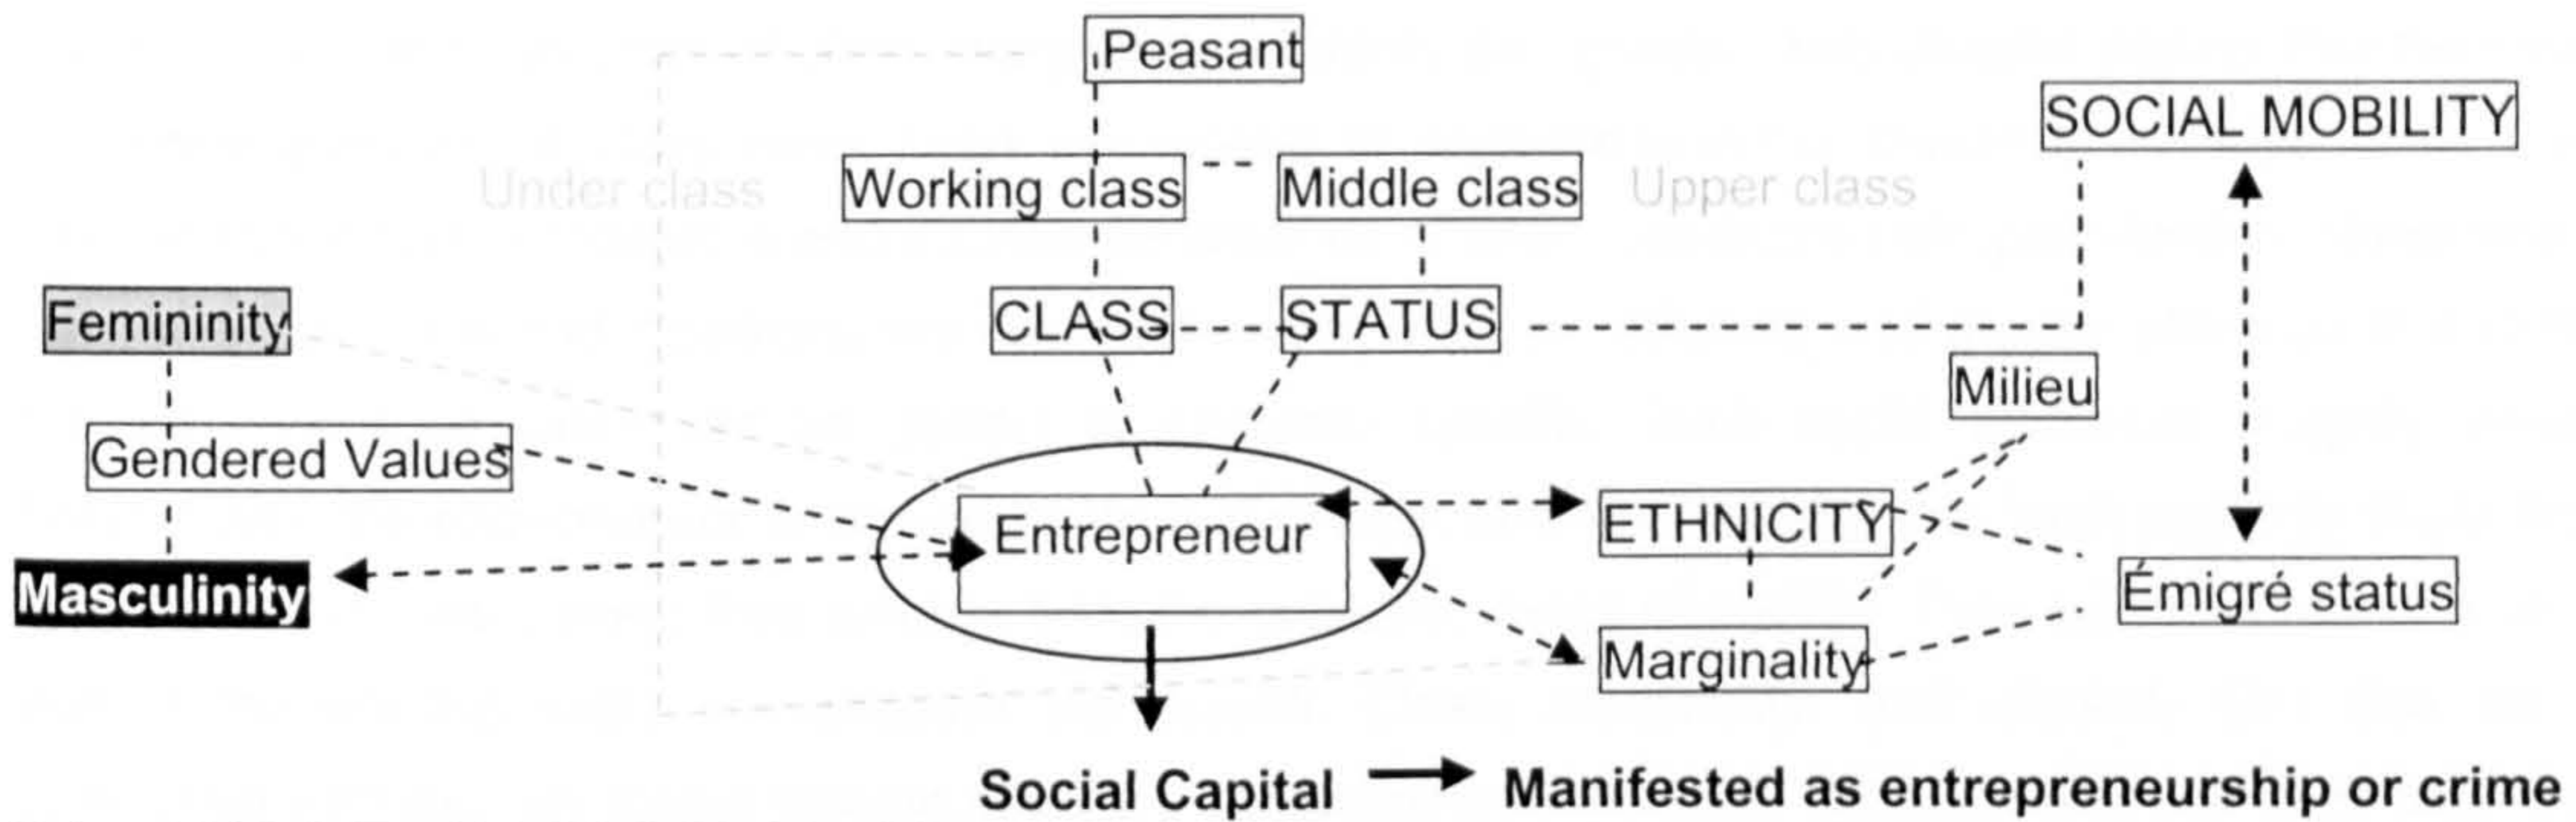 Peasant
SOCIAL MOBILITY
Under class
Working class
Middle class
Upper class
Femininity
CLASS
STATUS
Milieu
Gendered Values
Entrepreneur
ETHNICITY
Masculinity
Émigré status
Marginality
Social Capital
Manifested as entrepreneurship or crime